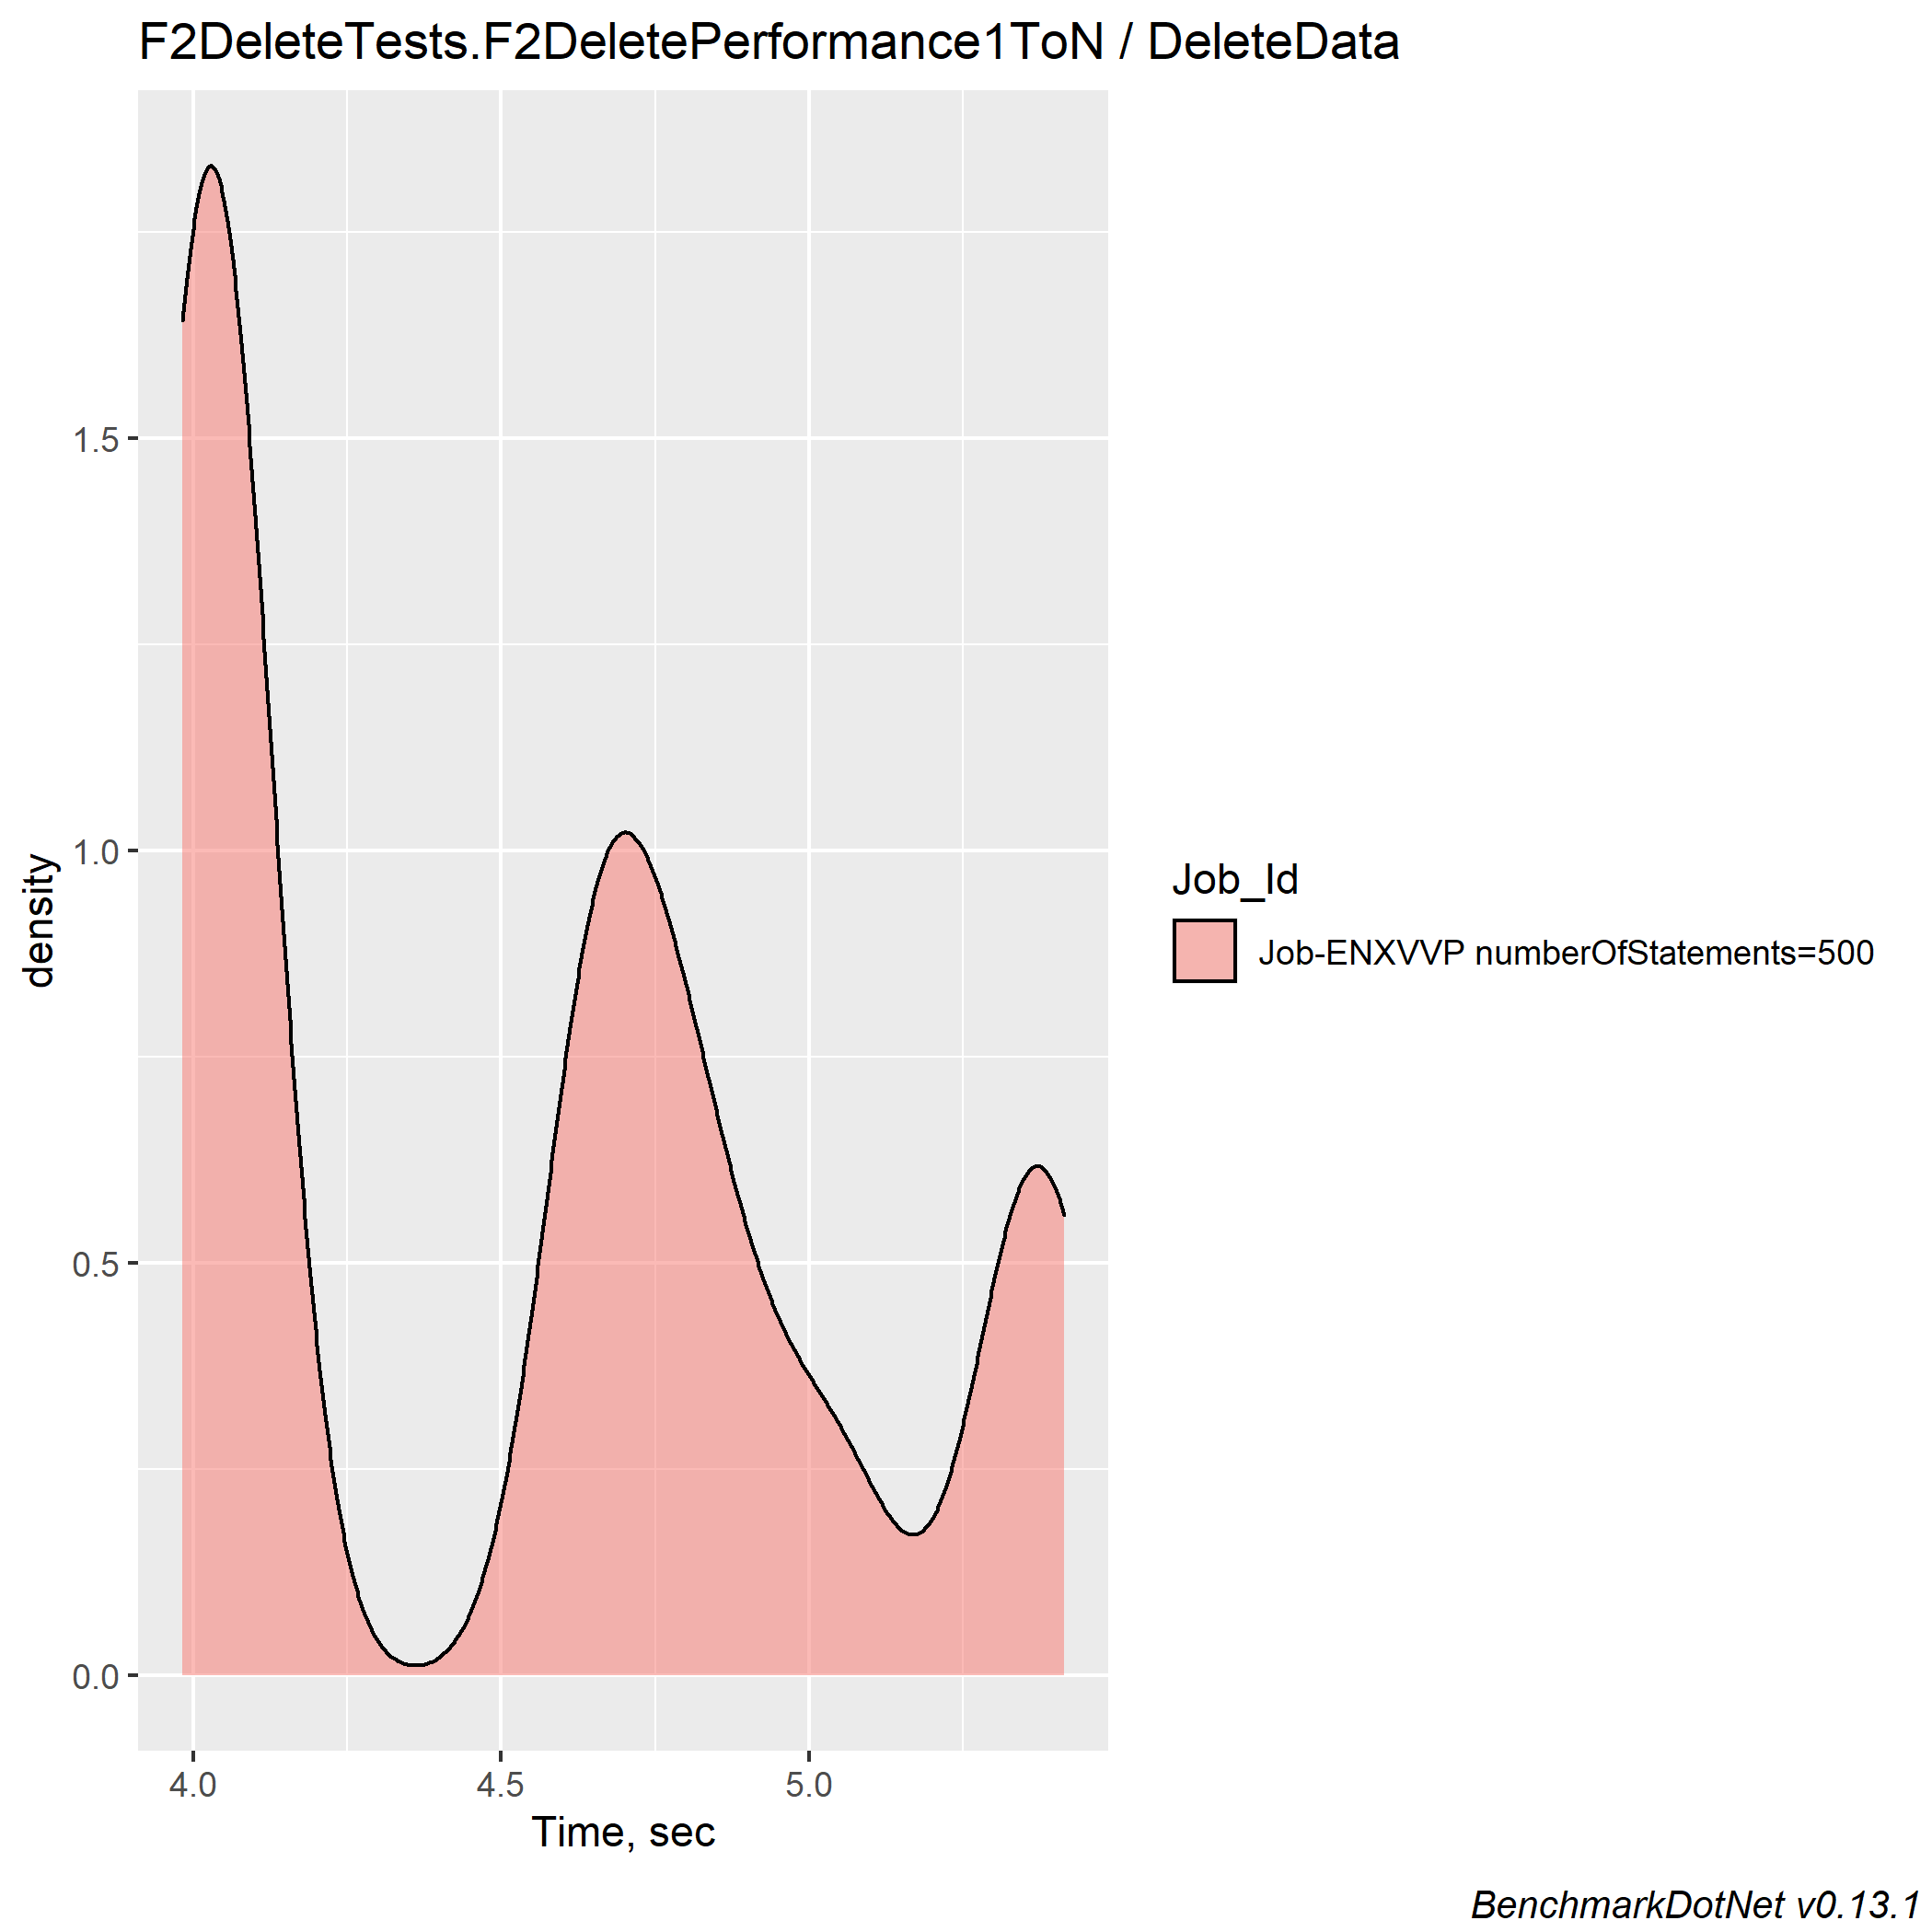 F2DeleteTests.F2DeletePerformance1ToN / DeleteData
density
1.5
1.0
0.5
0.0
4.0 4.5 5.0
Time, sec
Job_Id
Job-ENXVVP numberOfStatements=500
BenchmarkDotNet v0.13.1